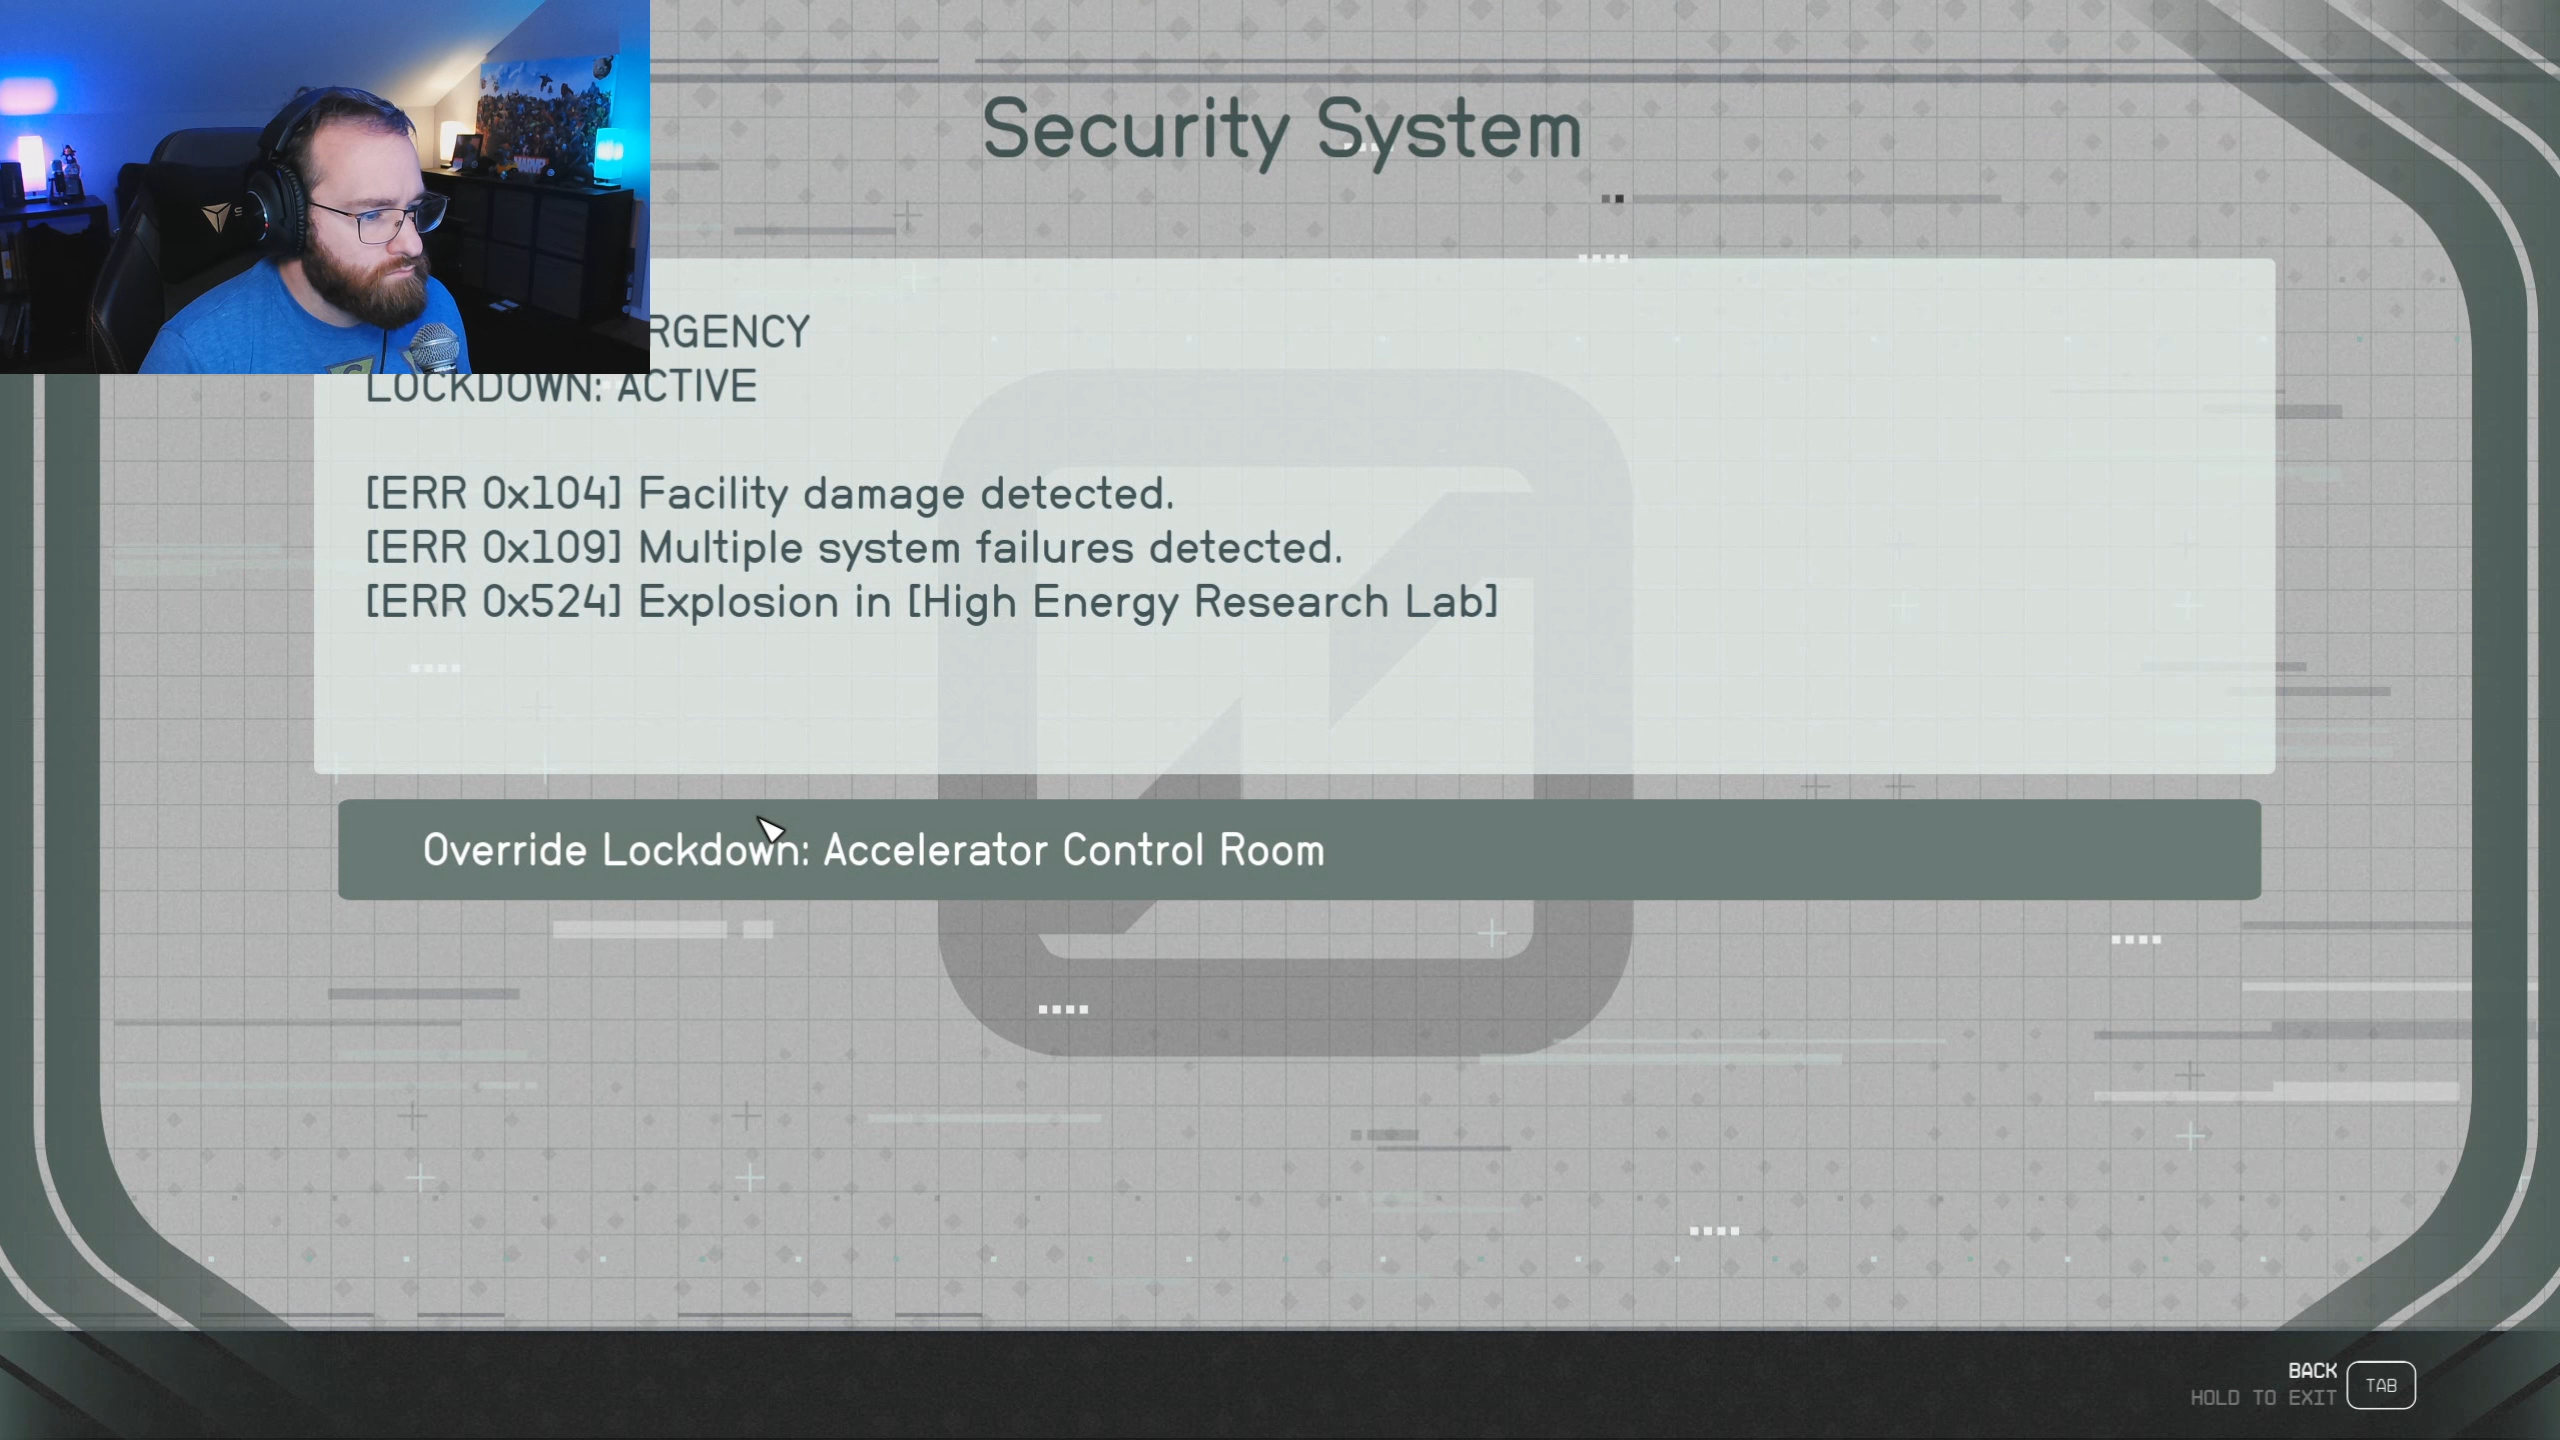 Security System
RGENCY
LOCKDOWN: ACTIVE
[ERR 0x104] Facility damage detected.
[ERR 0x109] Multiple system failures detected.
[ERR 0x524] Explosion in [High Energy Research Lab]
Override Lockdown: Accelerator Control Room
BACK
TAB
HOLD TO EXIT